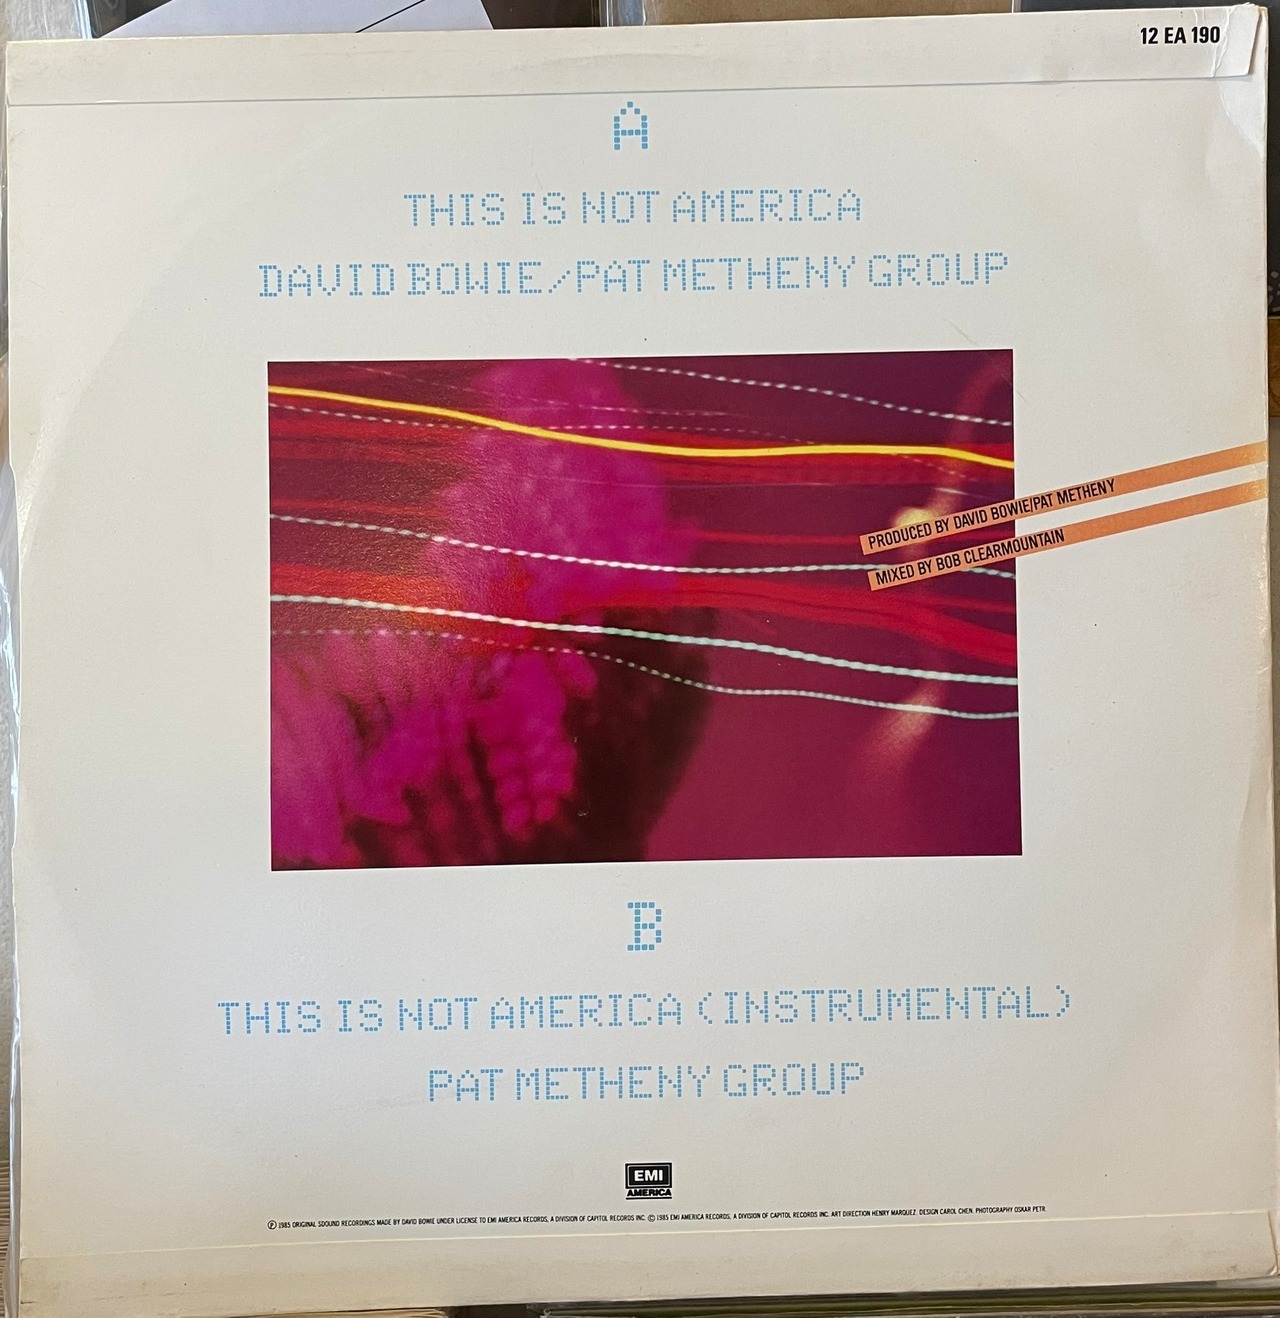 12 EA 190
A
THIS IS NOT AMERICA
DAVID BOWIE/PAT METHENY GROUP
PRODUCED BY DAVID BOWIE/PAT METHENY
MIXED BY BOB CLEARMOUNTAIN
B
THIS IS NOT AMERICA (INSTRUMENTAL)
PAT METHENY GROUP
EMI
AMERICA
Ⓟ 1985 ORIGINAL SDOUND RECORDINGS MADE BY DAVID BOWIE UNDER LICENSE TO EMI AMERICA RECORDS, A DIVISION OF CAPITOL RECORDS INC. © 1985 EMI AMERICA RECORDS, A DIVISION OF CAPITOL RECORDS INC. ART DIRECTION HENRY MARQUEZ. DESIGN CAROL CHEN. PHOTOGRAPHY OSKAR PETR.